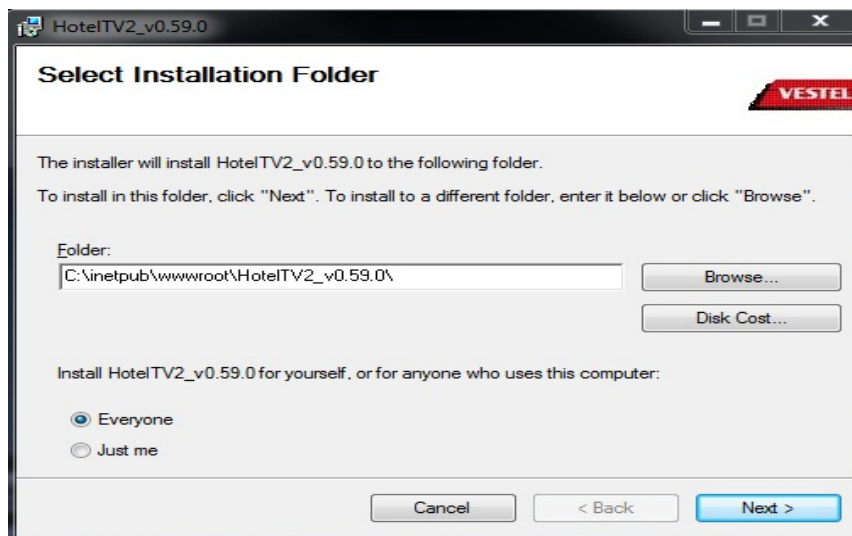 HotelTV2_v0.59.0
Select Installation Folder
VESTEL
The installer will install HotelTV2_v0.59.0 to the following folder.
To install in this folder, click "Next". To install to a different folder, enter it below or click "Browse".
Folder:
C:\inetpub\wwwroot\HotelTV2_v0.59.0\
Browse...
Disk Cost...
Install HotelTV2_v0.59.0 for yourself, or for anyone who uses this computer:
Everyone
Just me
Cancel
< Back
Next >